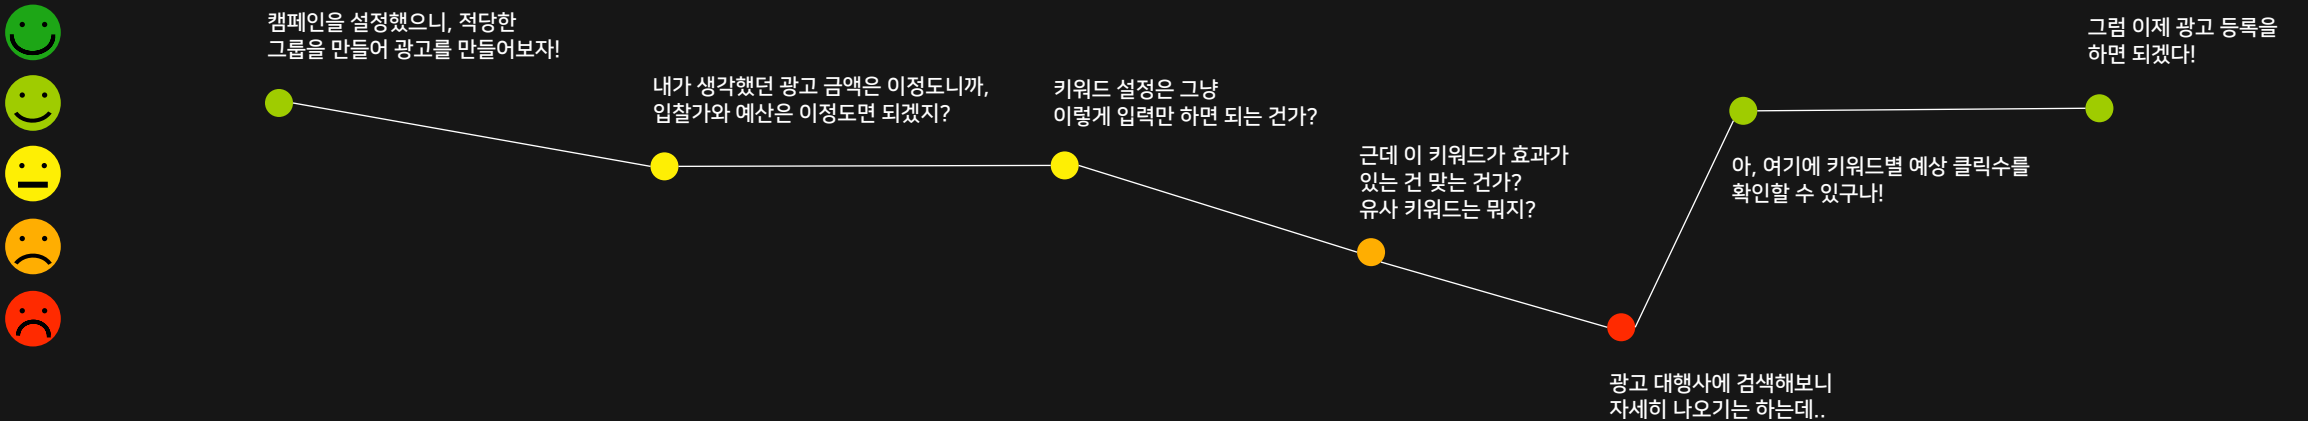 캠페인을 설정했으니, 적당한
그룹을 만들어 광고를 만들어보자!
내가 생각했던 광고 금액은 이정도니까,
입찰가와 예산은 이정도면 되겠지?
키워드 설정은 그냥
이렇게 입력만 하면 되는 건가?
근데 이 키워드가 효과가
있는 건 맞는 건가?
유사 키워드는 뭐지?
광고 대행사에 검색해보니
자세히 나오기는 하는데..
아, 여기에 키워드별 예상 클릭수를
확인할 수 있구나!
그럼 이제 광고 등록을
하면 되겠다!